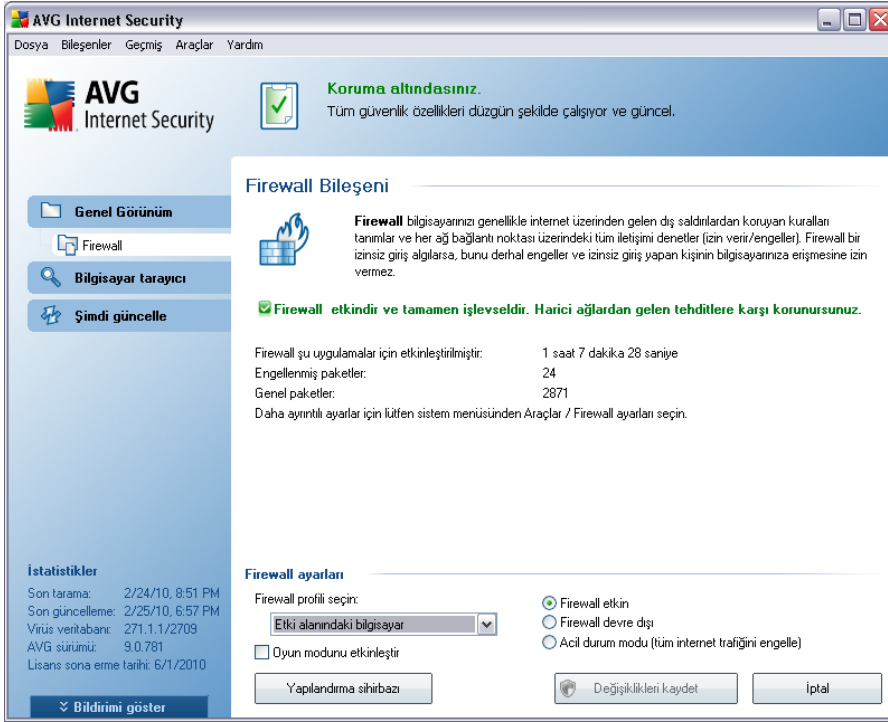 AVG Internet Security
Dosya Bileşenler Geçmiş Araçlar Yardım
AVG
Internet Security
Koruma altındasınız.
Tüm güvenlik özellikleri düzgün şekilde çalışıyor ve güncel.
Genel Görünüm
Firewall
Bilgisayar tarayıcı
Şimdi güncelle
Firewall Bileşeni
Firewall bilgisayarınızı genellikle internet üzerinden gelen dış saldırılardan koruyan kuralları
tanımlar ve her ağ bağlantı noktası üzerindeki tüm iletişimi denetler (izin verir/engeller). Firewall bir
izinsiz giriş algılarsa, bunu derhal engeller ve izinsiz giriş yapan kişinin bilgisayarınıza erişmesine izin
vermez.
Firewall etkindir ve tamamen işlevseldir. Harici ağlardan gelen tehditlere karşı korunursunuz.
Firewall şu uygulamalar için etkinleştirilmiştir: 1 saat 7 dakika 28 saniye
Engellenmiş paketler: 24
Genel paketler: 2871
Daha ayrıntılı ayarlar için lütfen sistem menüsünden Araçlar / Firewall ayarları seçin.
İstatistikler
Son tarama: 2/24/10, 8:51 PM
Son güncelleme: 2/25/10, 6:57 PM
Virüs veritabanı: 271.1.1/2709
AVG sürümü: 9.0.781
Lisans sona erme tarihi: 6/1/2010
Bildirimi göster
Firewall ayarları
Firewall profili seçin:
Etki alanındaki bilgisayar
Oyun modunu etkinleştir
Firewall etkin
Firewall devre dışı
Acil durum modu (tüm internet trafiğini engelle)
Yapılandırma sihirbazı
Değişiklikleri kaydet
İptal